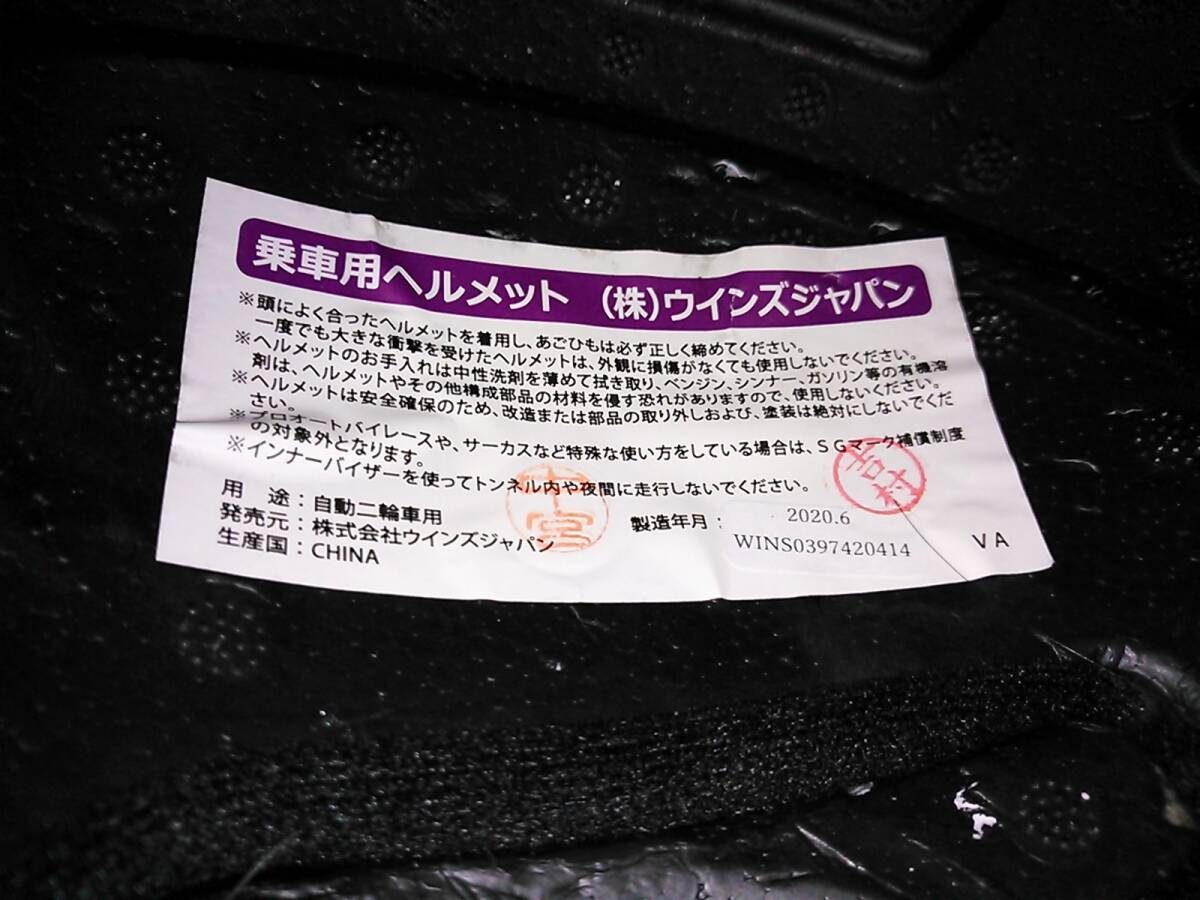 乗車用ヘルメット (株)ウインズジャパン
※頭によく合ったヘルメットを着用し、あごひもは必ず正しく締めてください。
一度でも大きな衝撃を受けたヘルメットは、外観に損傷がなくても使用しないでください。
※ヘルメットのお手入れは中性洗剤を薄めて拭き取り、ベンジン、シンナー、ガソリン等の有機溶
剤は、ヘルメットやその他構成部品の材料を侵す恐れがありますので、使用しないください。
※ヘルメットは安全確保のため、改造または部品の取り外しおよび、塗装は絶対にしないでくだ
さい。
※プロオートバイレースや、サーカスなど特殊な使い方をしている場合は、SGマーク補償制度
の対象外となります。
※インナーバイザーを使ってトンネル内や夜間に走行しないでください。
吉村
用 途：自動二輪車用
発売元：株式会社ウインズジャパン
生産国：CHINA
製造年月：2020.6
WINS0397420414
VA